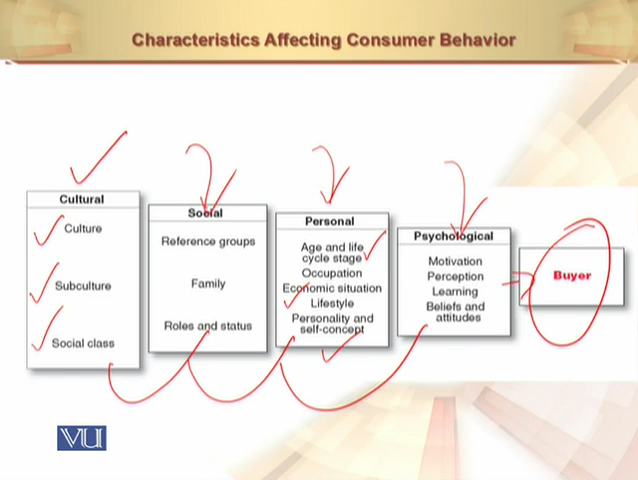 Characteristics Affecting Consumer Behavior
Cultural
Culture
Subculture
Social class
Social
Reference groups
Family
Roles and status
Personal
Age and life
cycle stage
Occupation
Economic situation
Lifestyle
Personality and
self-concept
Psychological
Motivation
Perception
Learning
Beliefs and
attitudes
Buyer
VU